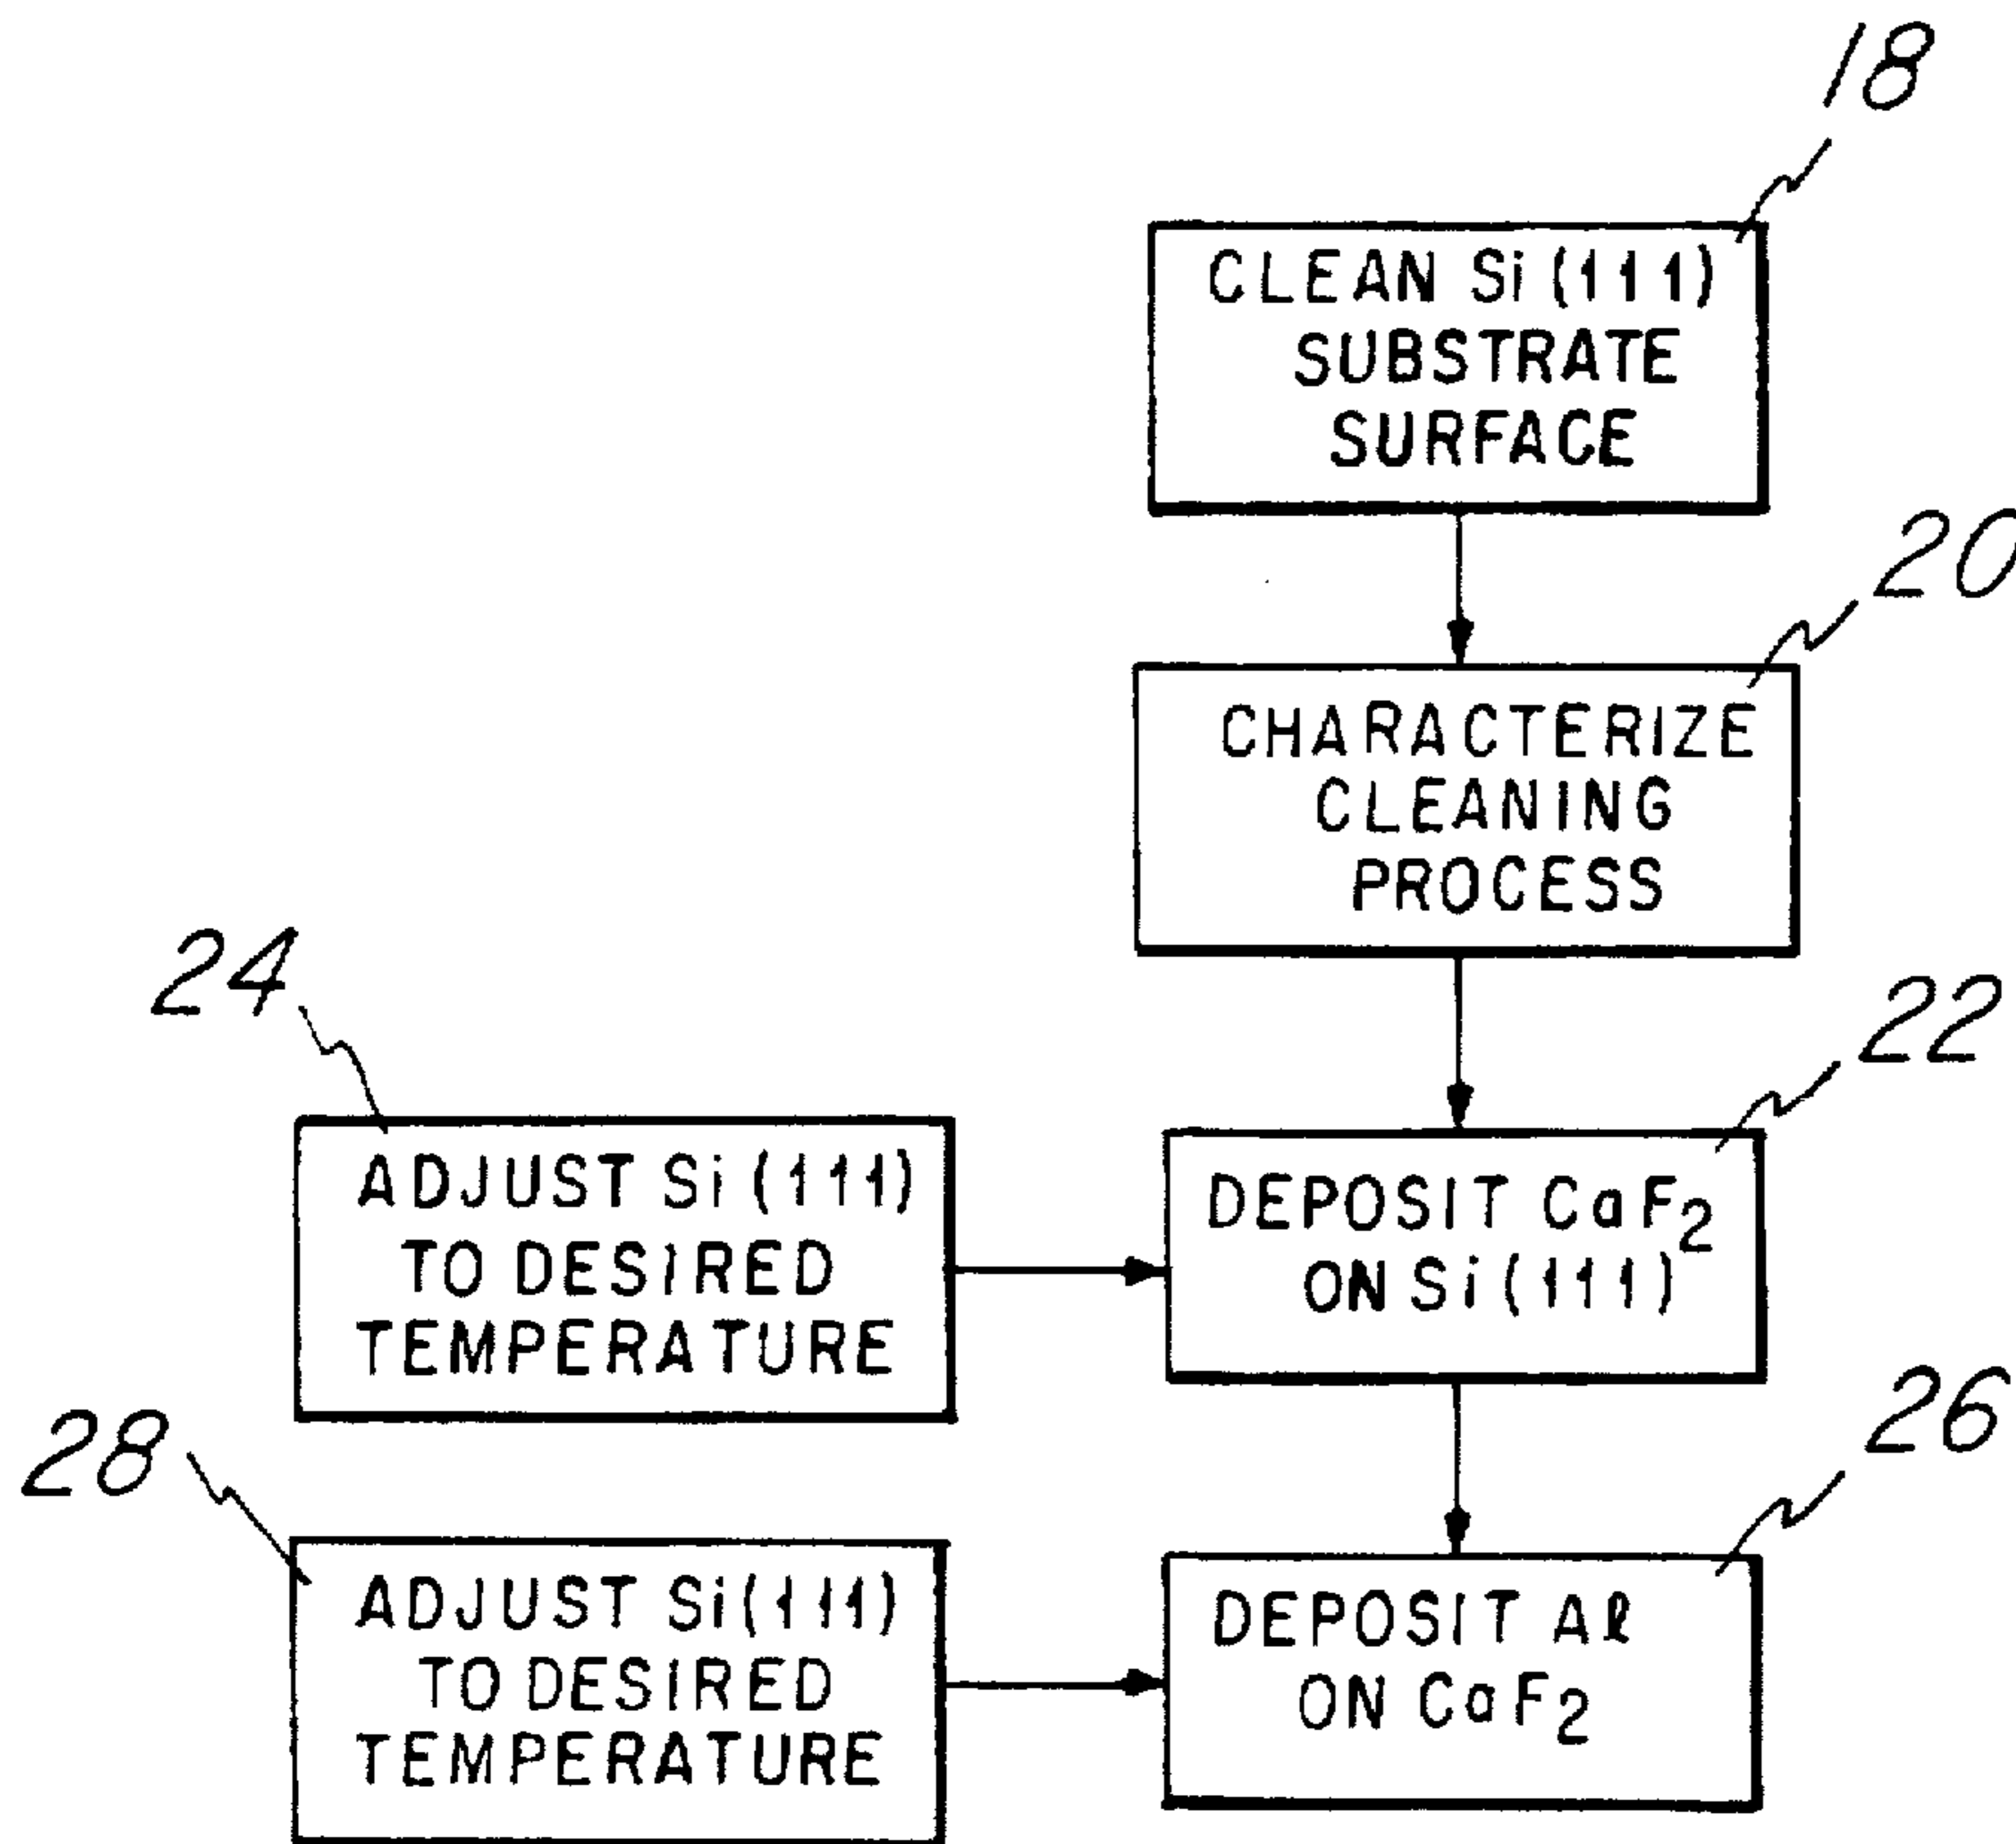 18
CLEAN Si (111)
SUBSTRATE
SURFACE
20
CHARACTERIZE
CLEANING
PROCESS
22
DEPOSIT CaF₂
ON Si (111)
24
ADJUST Si (111)
TO DESIRED
TEMPERATURE
26
DEPOSIT Aℓ
ON CaF₂
28
ADJUST Si(111)
TO DESIRED
TEMPERATURE